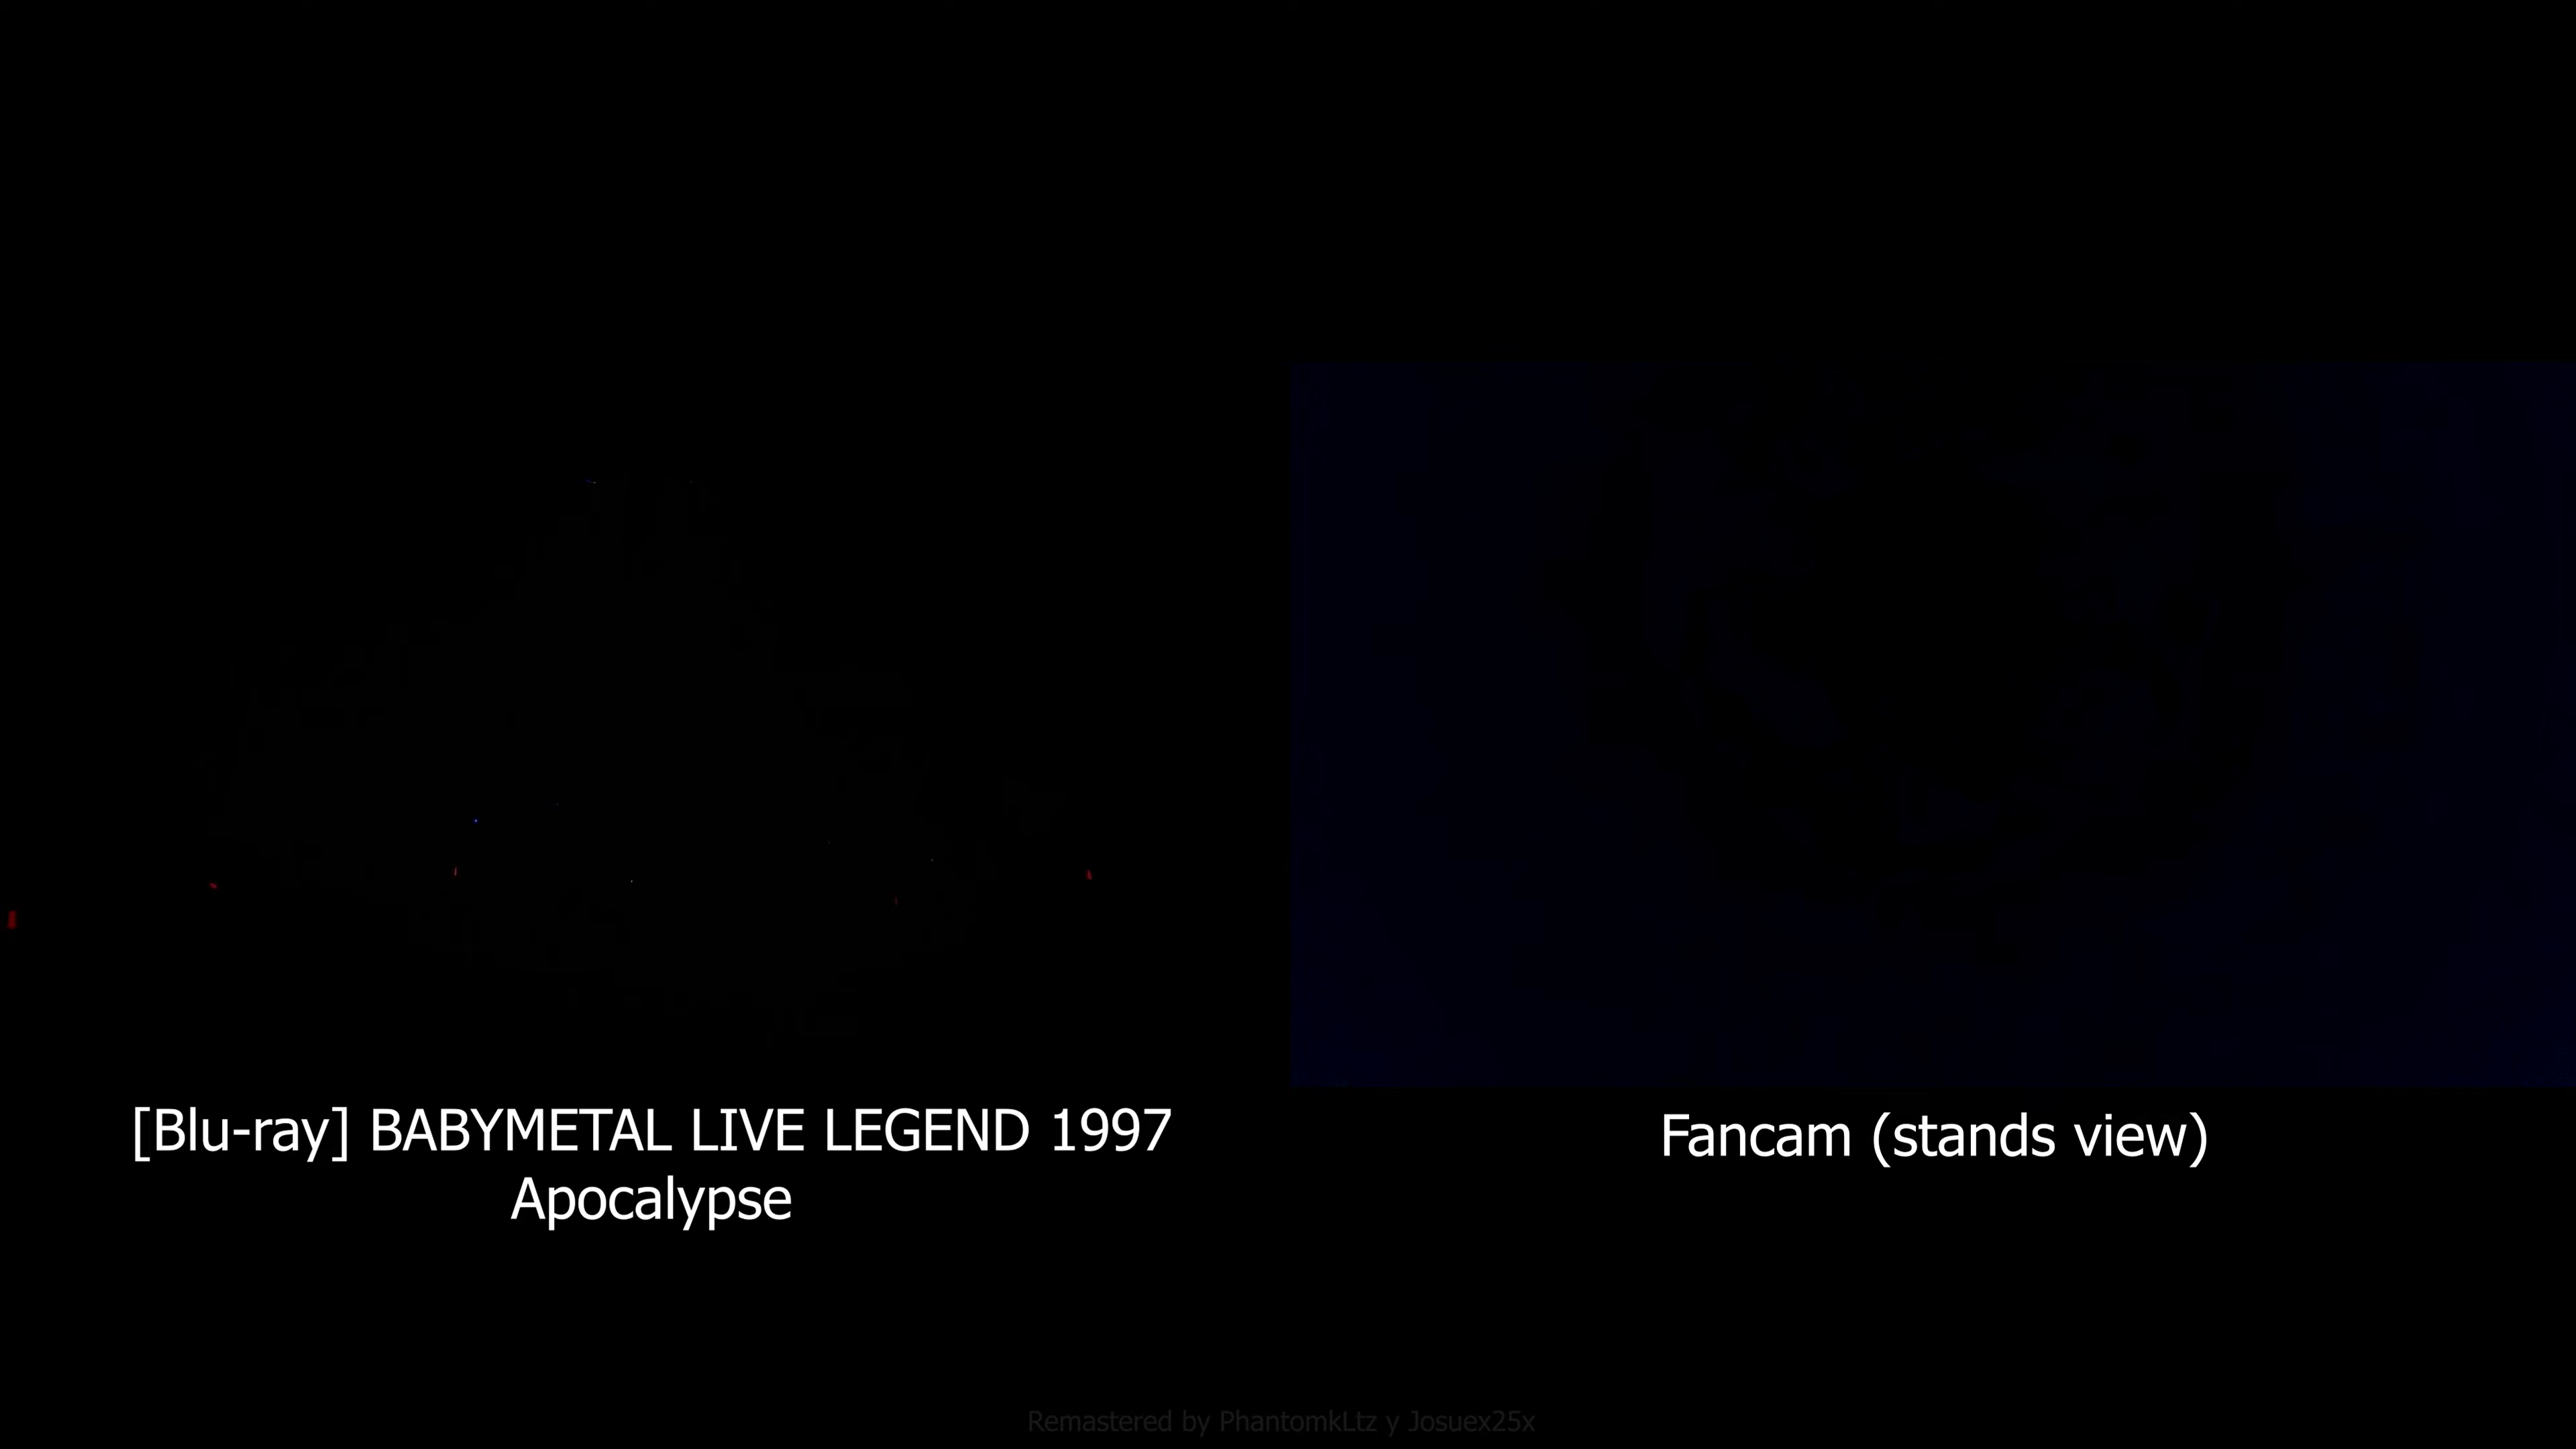 [Blu-ray] BABYMETAL LIVE LEGEND 1997
Apocalypse
Fancam (stands view)
Remastered by PhantomkLtz y Josuex25x